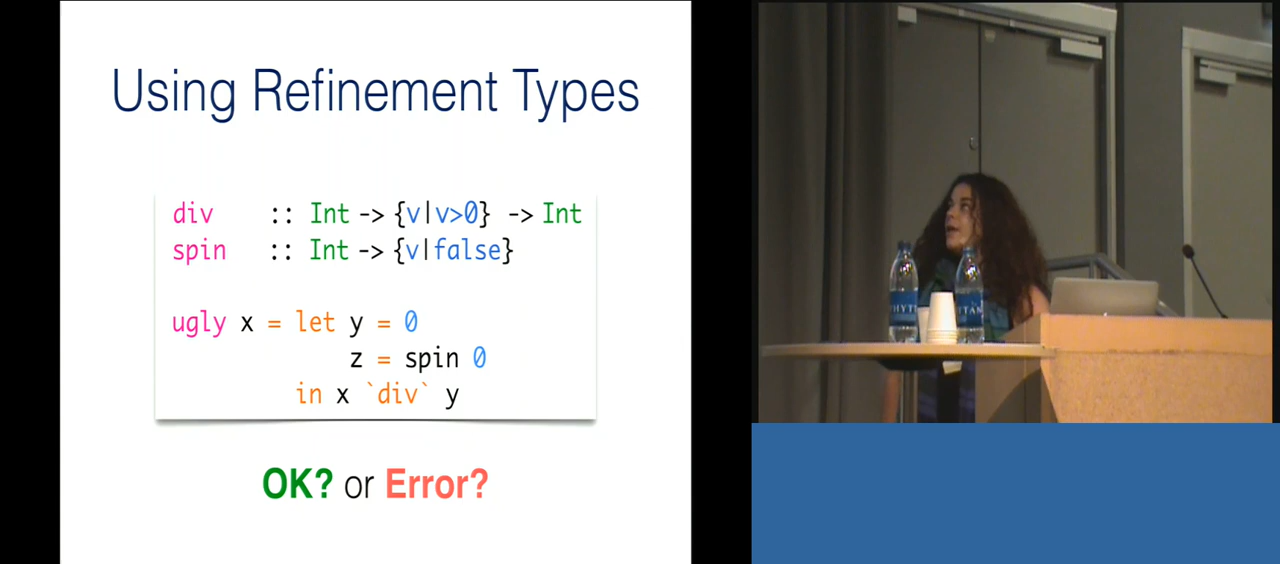 Using Refinement Types
div :: Int -> {v|v>0} -> Int
spin :: Int -> {v|false}
ugly x = let y = 0
z = spin 0
in x `div` y
OK? or Error?